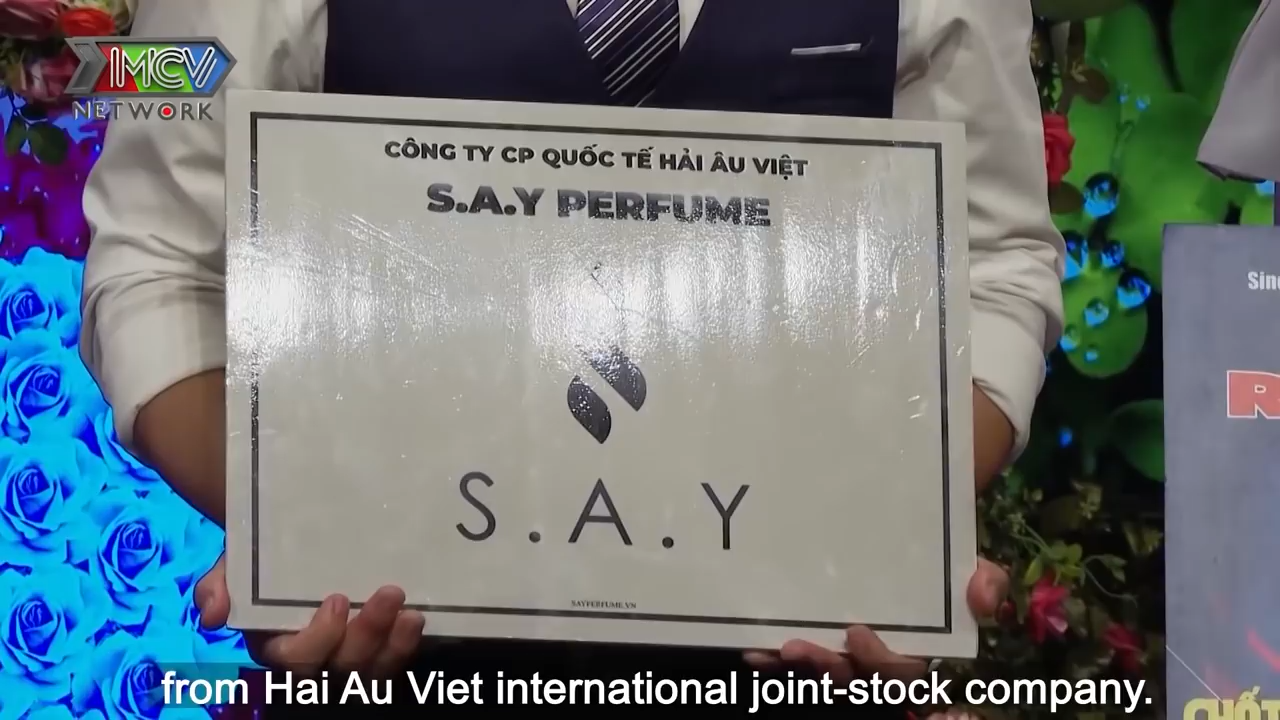 MCV
NETWORK
CÔNG TY CP QUỐC TẾ HẢI ÂU VIỆT
S.A.Y PERFUME
S.A.Y
SAYPERFUME.VN
from Hai Au Viet international joint-stock company.